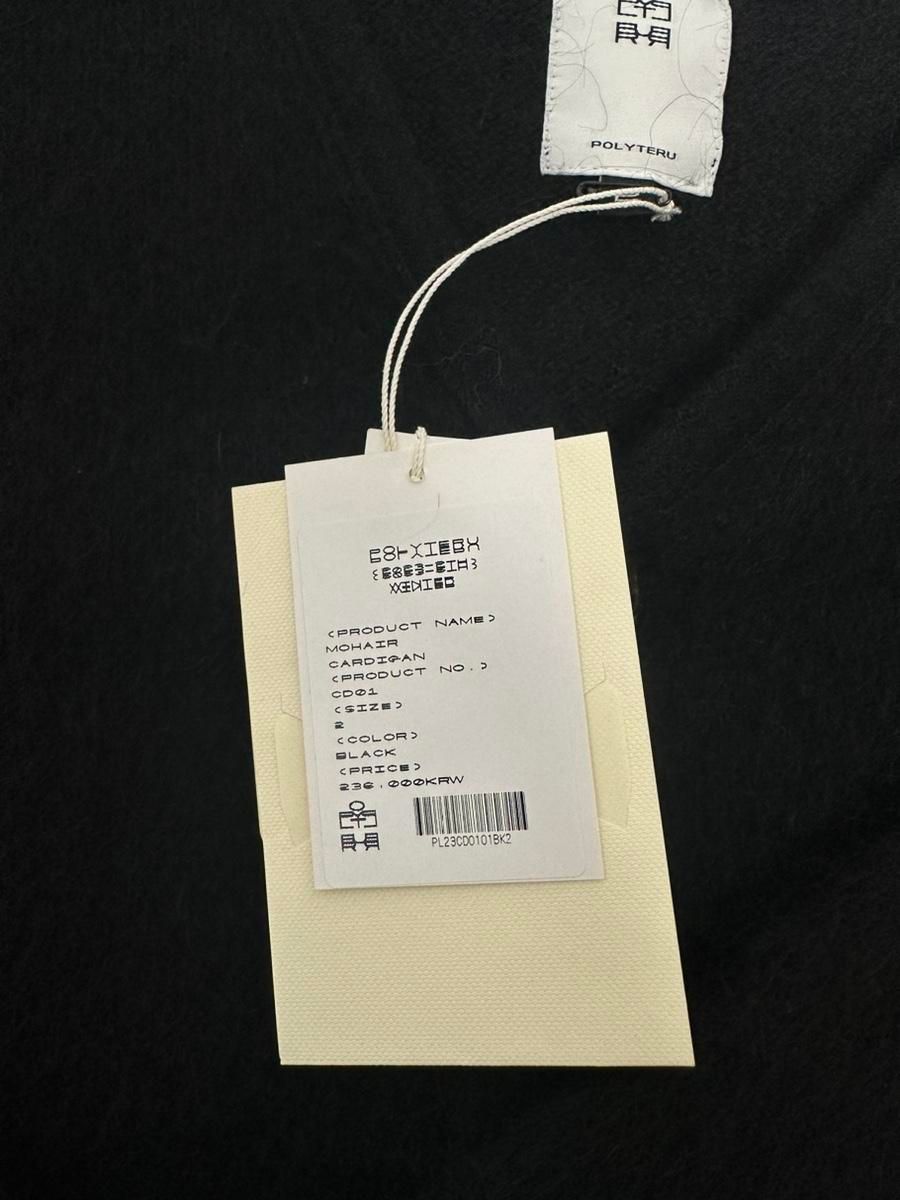 POLYTERU
<PRODUCT NAME>
MOHAIR
CARDIGAN
<PRODUCT NO.>
CD01
<SIZE>
2
<COLOR>
BLACK
<PRICE>
236,000KRW
PL23CD0101BK2